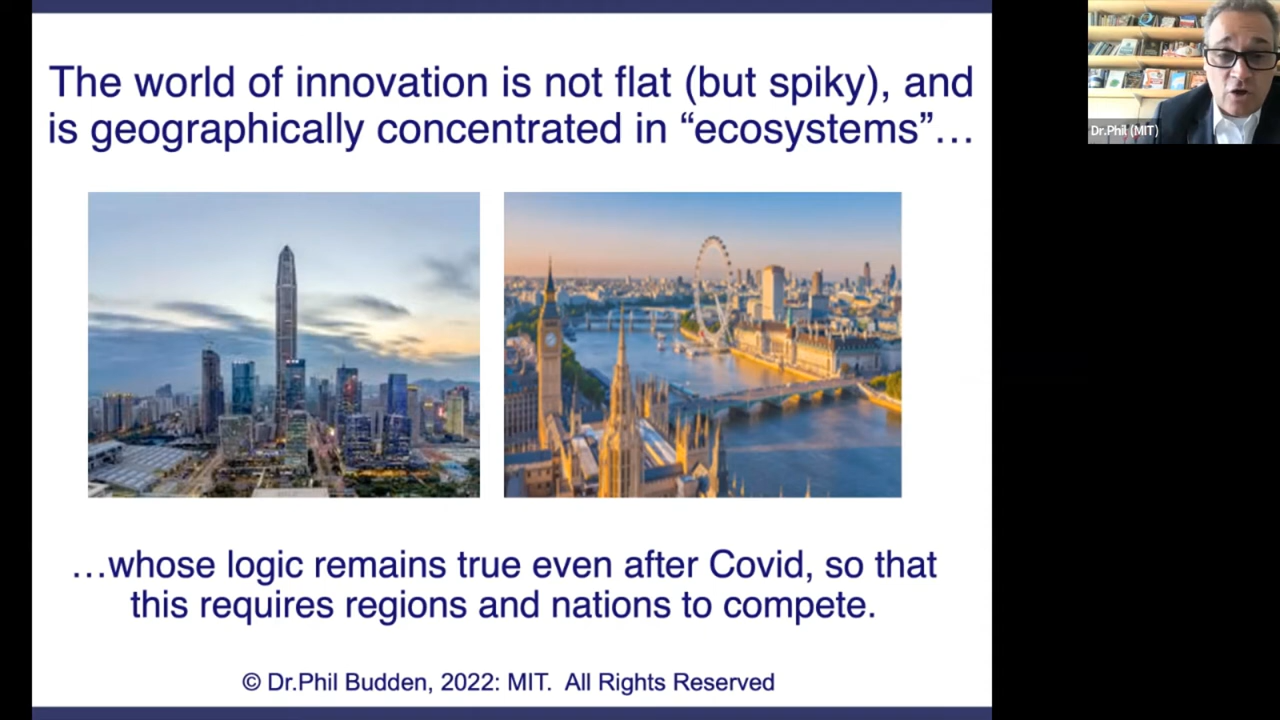 The world of innovation is not flat (but spiky), and
is geographically concentrated in “ecosystems”…
…whose logic remains true even after Covid, so that
this requires regions and nations to compete.
© Dr.Phil Budden, 2022: MIT.  All Rights Reserved
Dr.Phil (MIT)